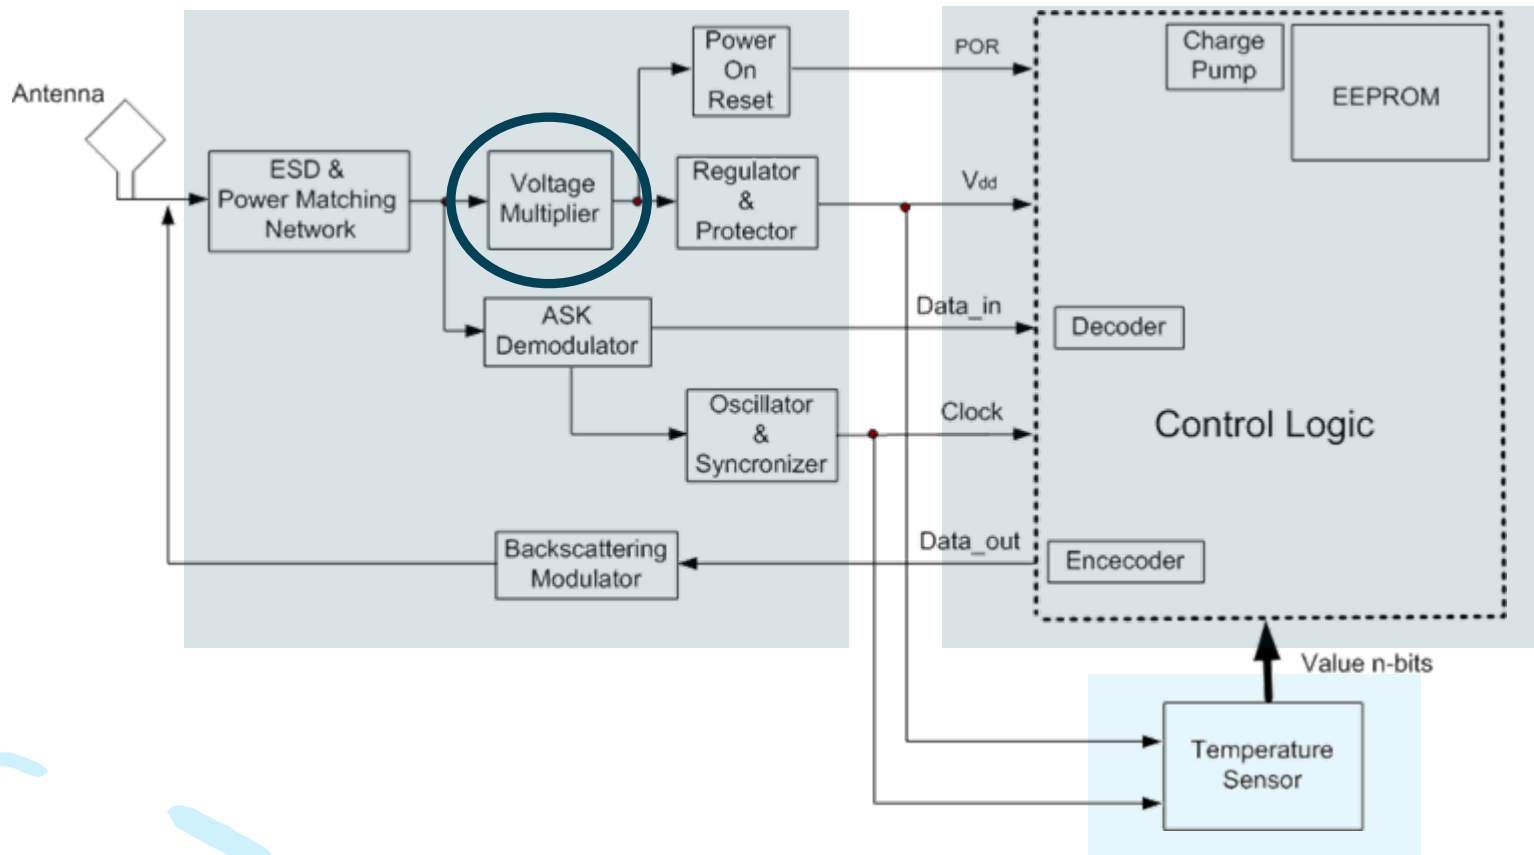 Antenna
ESD &
Power Matching
Network
Voltage
Multiplier
Power
On
Reset
Regulator
&
Protector
ASK
Demodulator
Oscillator
&
Syncronizer
Backscattering
Modulator
POR
Vdd
Data_in
Clock
Data_out
Charge
Pump
EEPROM
Decoder
Control Logic
Encecoder
Value n-bits
Temperature
Sensor